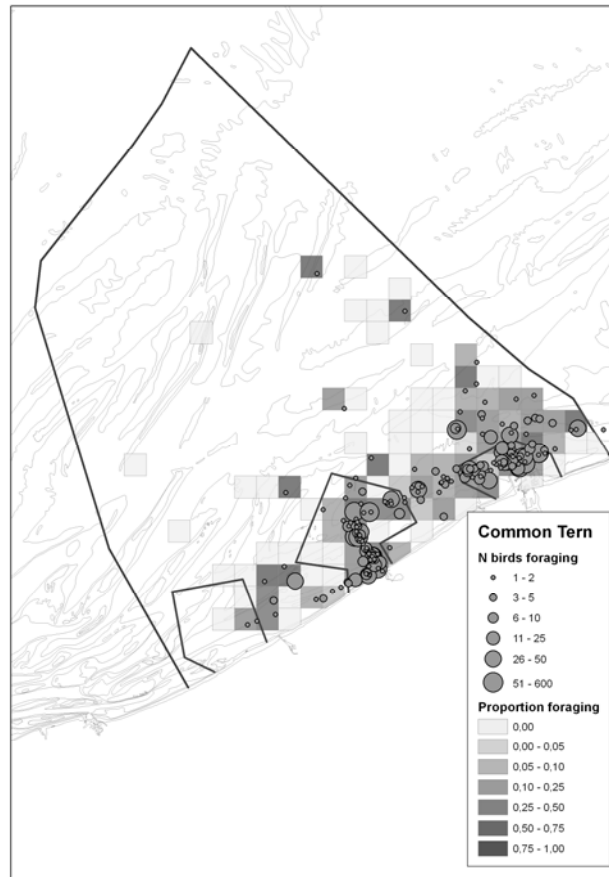 Common Tern
N birds foraging
1 - 2
3 - 5
6 - 10
11 - 25
26 - 50
51 - 600
Proportion foraging
0,00
0,00 - 0,05
0,05 - 0,10
0,10 - 0,25
0,25 - 0,50
0,50 - 0,75
0,75 - 1,00